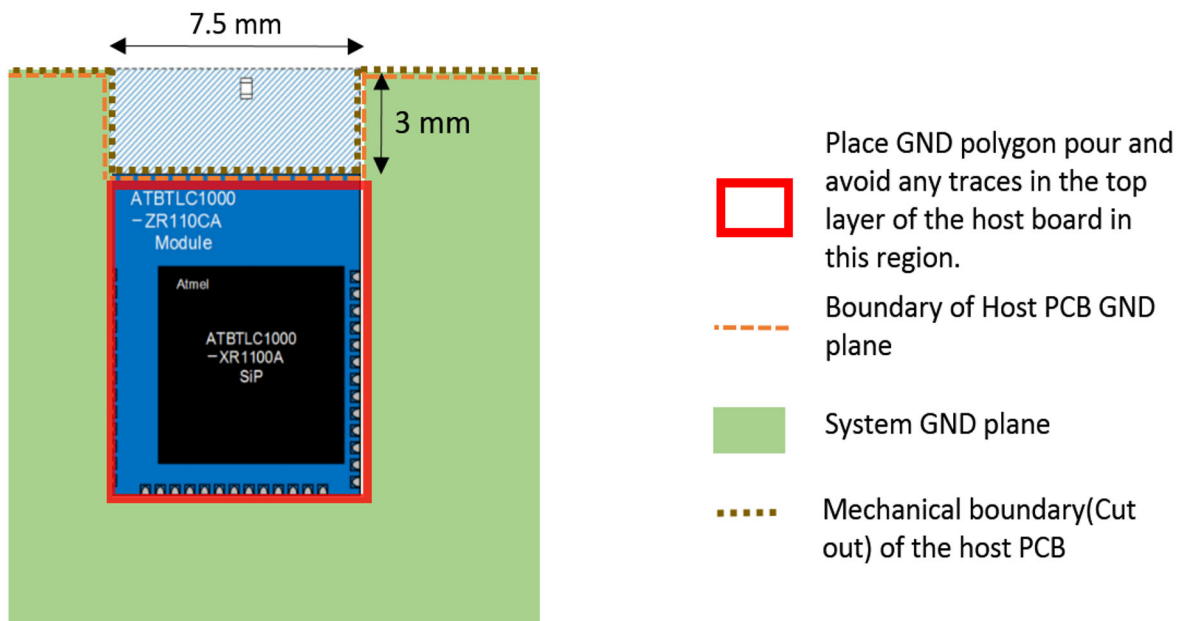 7.5 mm
3 mm
ATBTLC1000
-ZR110CA
Module
Atmel
ATBTLC1000
-XR1100A
SiP
Place GND polygon pour and
avoid any traces in the top
layer of the host board in
this region.
Boundary of Host PCB GND
plane
System GND plane
Mechanical boundary(Cut
out) of the host PCB